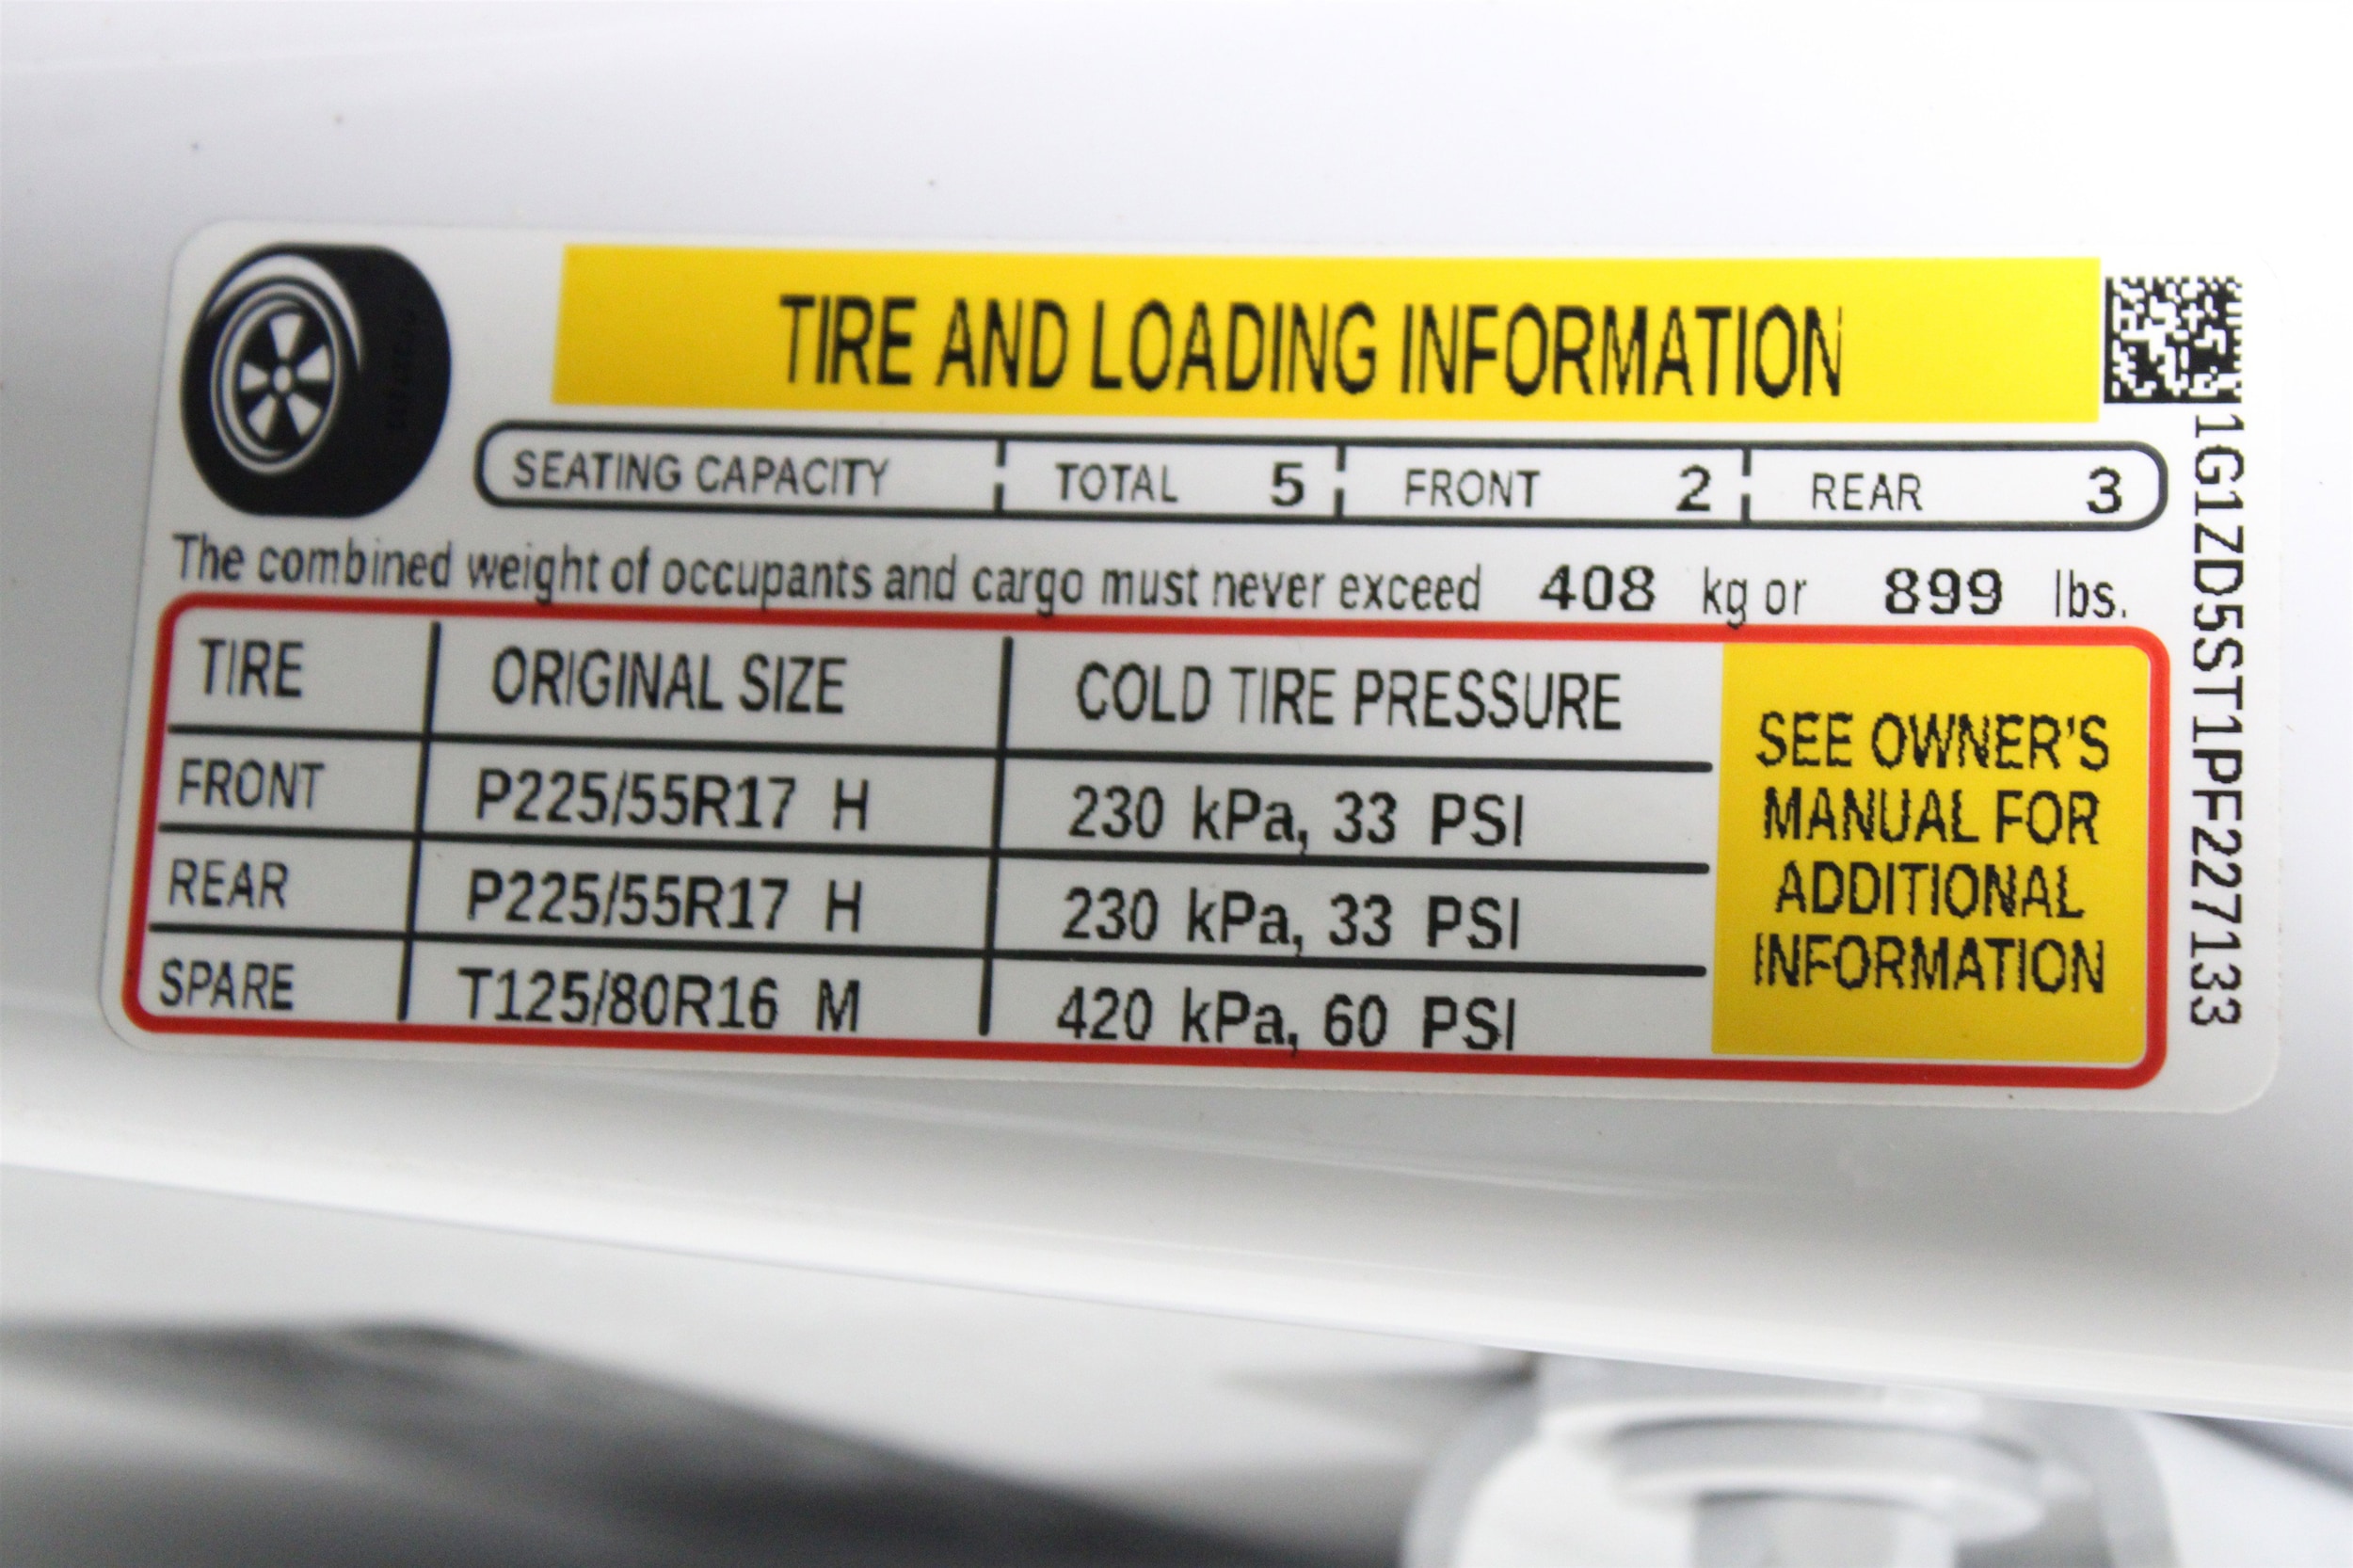 TIRE AND LOADING INFORMATION
SEATING CAPACITY TOTAL 5 FRONT 2 REAR 3
The combined weight of occupants and cargo must never exceed 408 kg or 899 lbs.
TIRE ORIGINAL SIZE COLD TIRE PRESSURE
FRONT P225/55R17 H 230 kPa, 33 PSI
REAR P225/55R17 H 230 kPa, 33 PSI
SPARE T125/80R16 M 420 kPa, 60 PSI
SEE OWNER'S
MANUAL FOR
ADDITIONAL
INFORMATION
1G1ZD5ST1PF227133